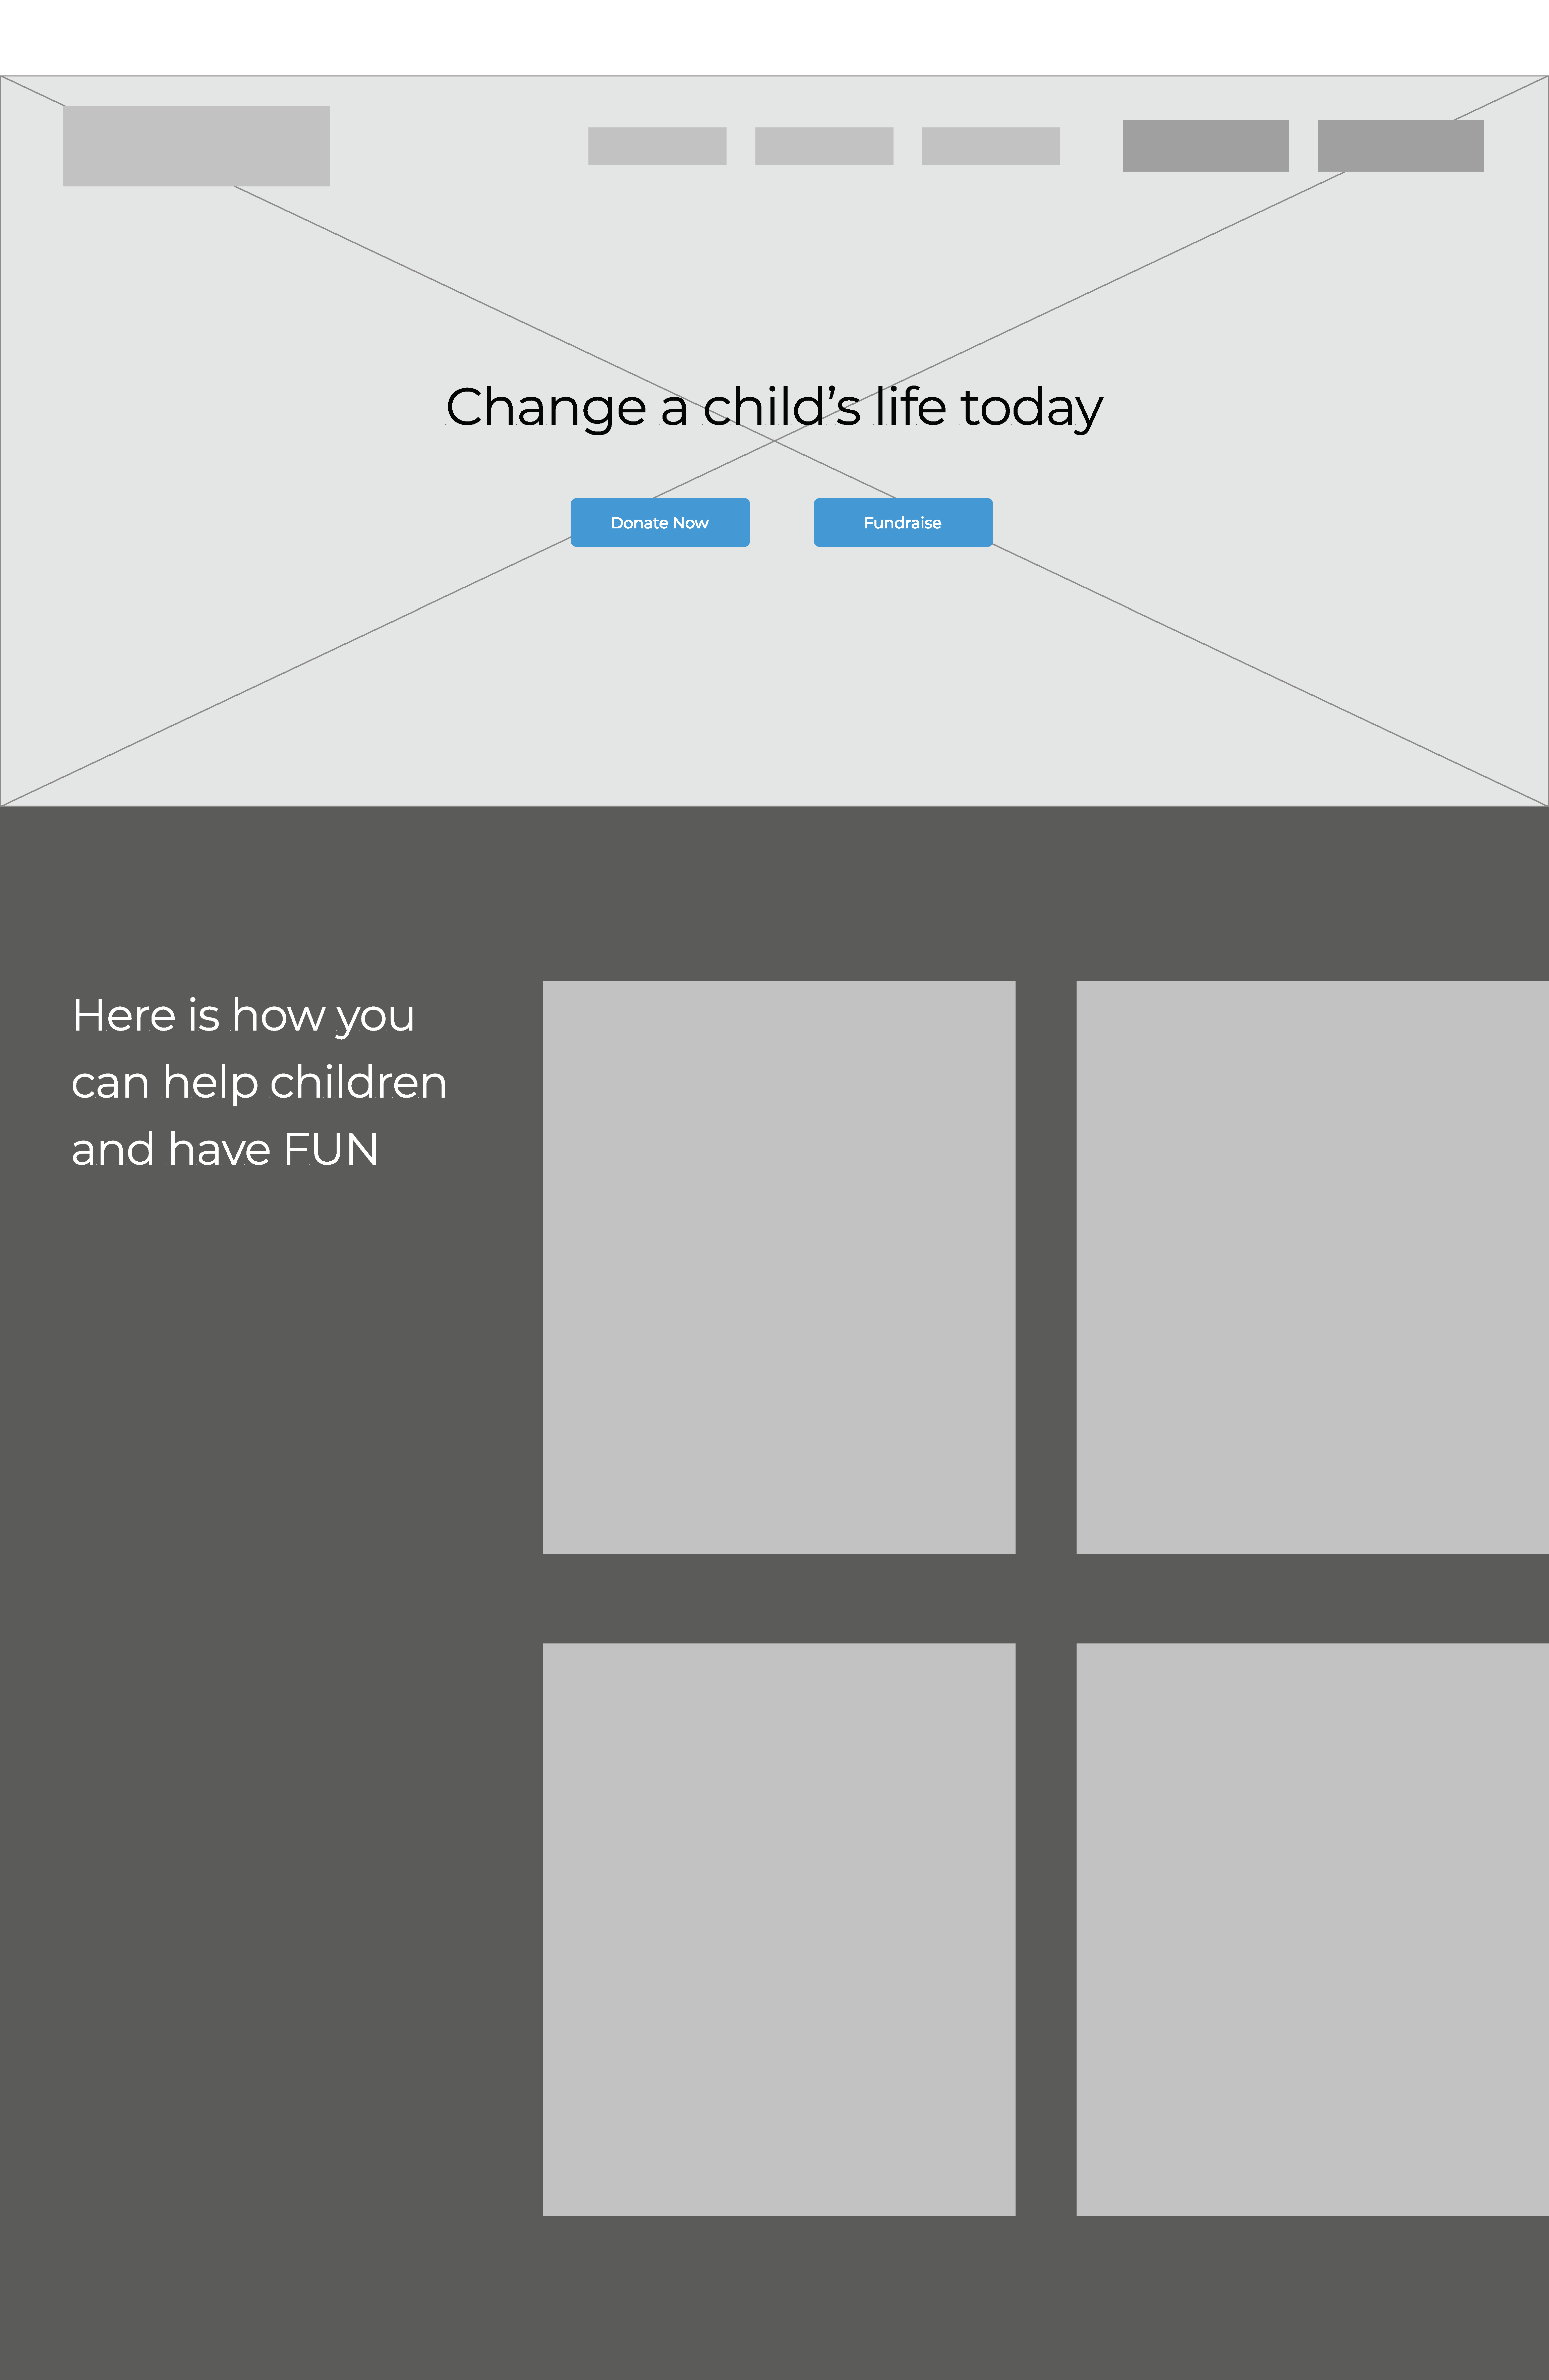 Change a child’s life today
Donate Now
Fundraise
Here is how you
can help children
and have FUN